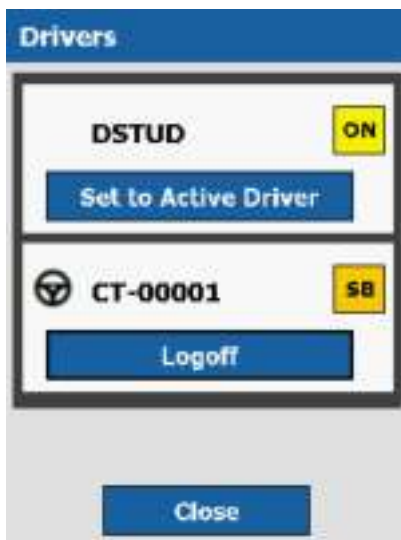 Drivers
DSTUD ON
Set to Active Driver
CT-00001 SB
Logoff
Close